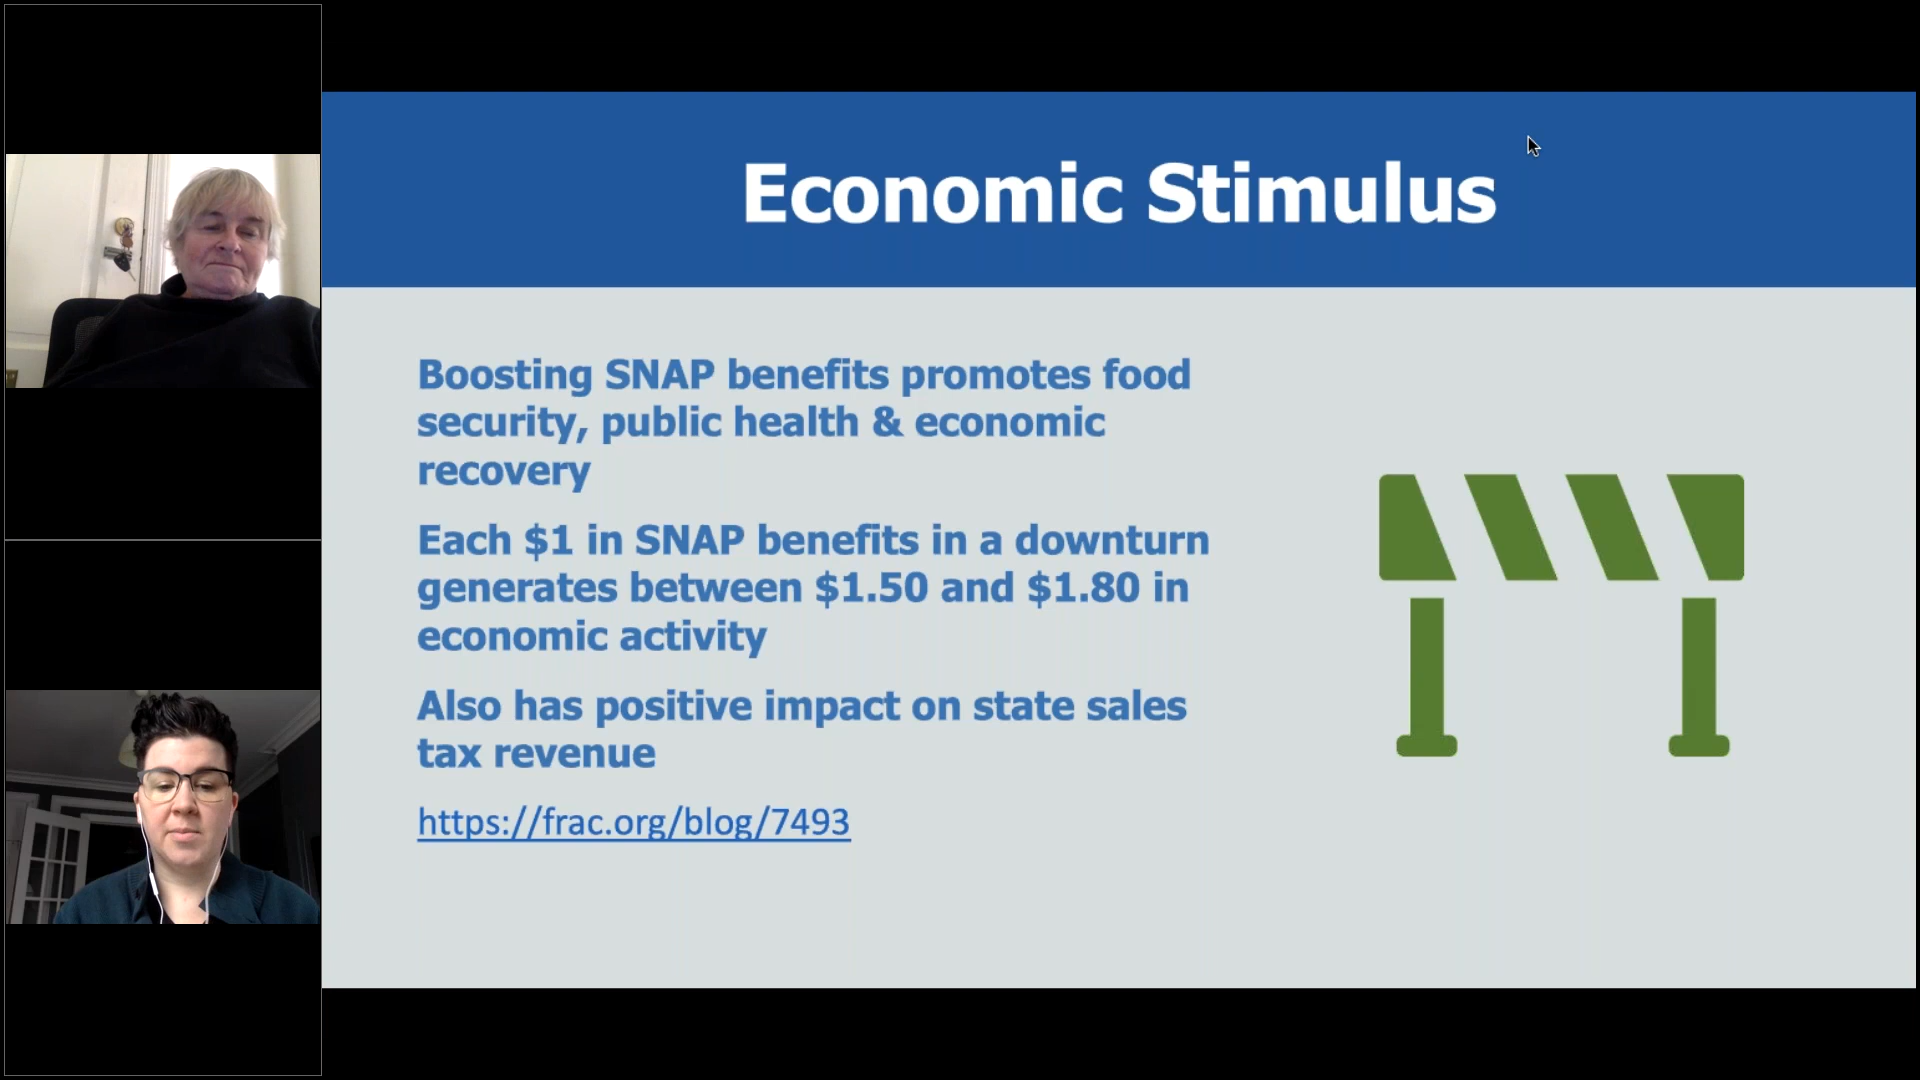 Economic Stimulus
Boosting SNAP benefits promotes food
security, public health & economic
recovery
Each $1 in SNAP benefits in a downturn
generates between $1.50 and $1.80 in
economic activity
Also has positive impact on state sales
tax revenue
https://frac.org/blog/7493